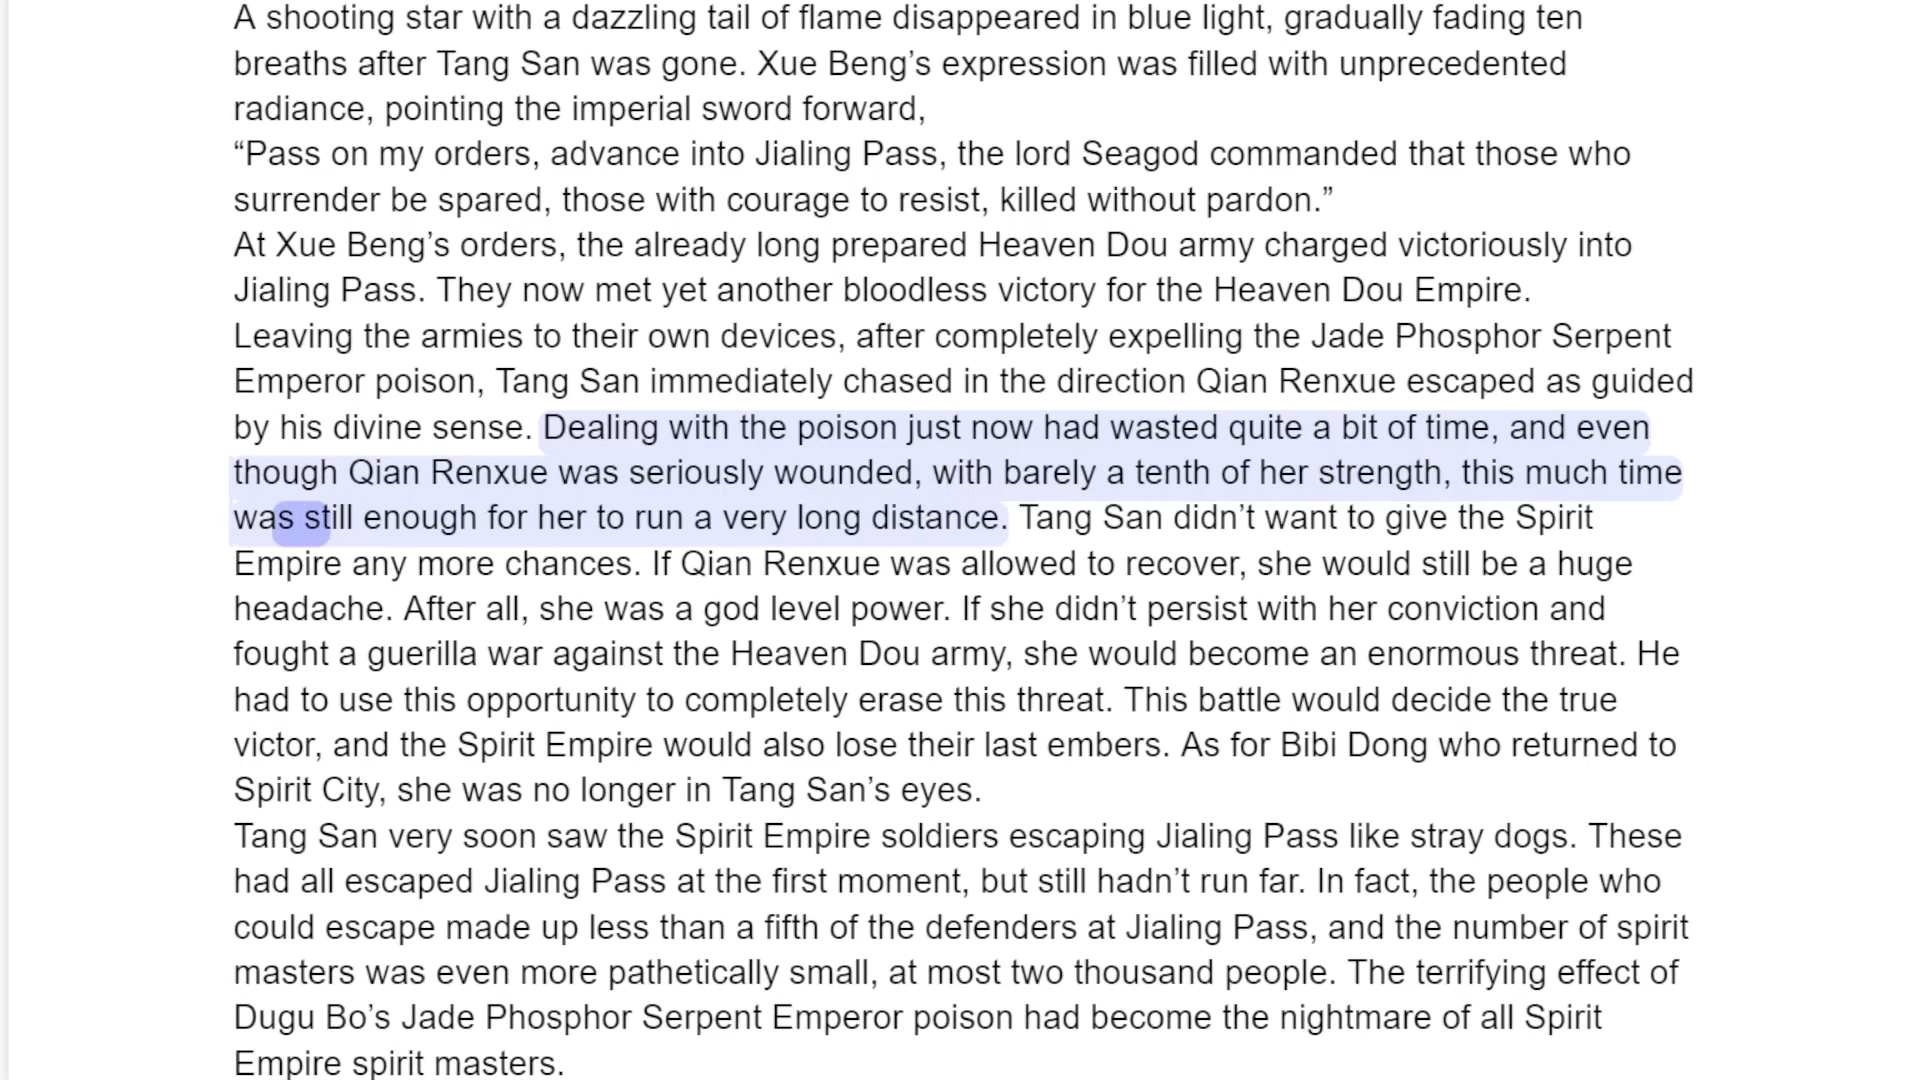 A shooting star with a dazzling tail of flame disappeared in blue light, gradually fading ten
breaths after Tang San was gone. Xue Beng’s expression was filled with unprecedented
radiance, pointing the imperial sword forward,
“Pass on my orders, advance into Jialing Pass, the lord Seagod commanded that those who
surrender be spared, those with courage to resist, killed without pardon.”
At Xue Beng’s orders, the already long prepared Heaven Dou army charged victoriously into
Jialing Pass. They now met yet another bloodless victory for the Heaven Dou Empire.
Leaving the armies to their own devices, after completely expelling the Jade Phosphor Serpent
Emperor poison, Tang San immediately chased in the direction Qian Renxue escaped as guided
by his divine sense. Dealing with the poison just now had wasted quite a bit of time, and even
though Qian Renxue was seriously wounded, with barely a tenth of her strength, this much time
was still enough for her to run a very long distance. Tang San didn’t want to give the Spirit
Empire any more chances. If Qian Renxue was allowed to recover, she would still be a huge
headache. After all, she was a god level power. If she didn’t persist with her conviction and
fought a guerilla war against the Heaven Dou army, she would become an enormous threat. He
had to use this opportunity to completely erase this threat. This battle would decide the true
victor, and the Spirit Empire would also lose their last embers. As for Bibi Dong who returned to
Spirit City, she was no longer in Tang San’s eyes.
Tang San very soon saw the Spirit Empire soldiers escaping Jialing Pass like stray dogs. These
had all escaped Jialing Pass at the first moment, but still hadn’t run far. In fact, the people who
could escape made up less than a fifth of the defenders at Jialing Pass, and the number of spirit
masters was even more pathetically small, at most two thousand people. The terrifying effect of
Dugu Bo’s Jade Phosphor Serpent Emperor poison had become the nightmare of all Spirit
Empire spirit masters.